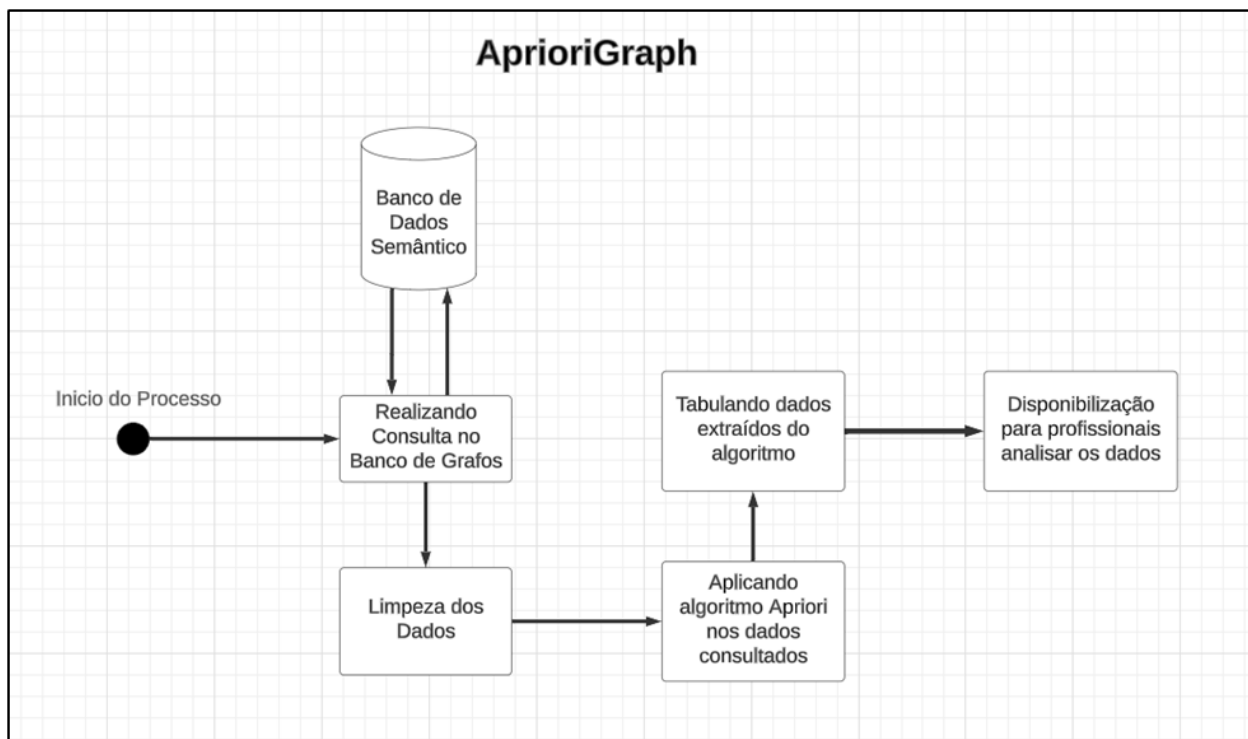 AprioriGraph
Banco de
Dados
Semântico
Inicio do Processo
Realizando
Consulta no
Banco de Grafos
Limpeza dos
Dados
Aplicando
algoritmo Apriori
nos dados
consultados
Tabulando dados
extraídos do
algoritmo
Disponibilização
para profissionais
analisar os dados